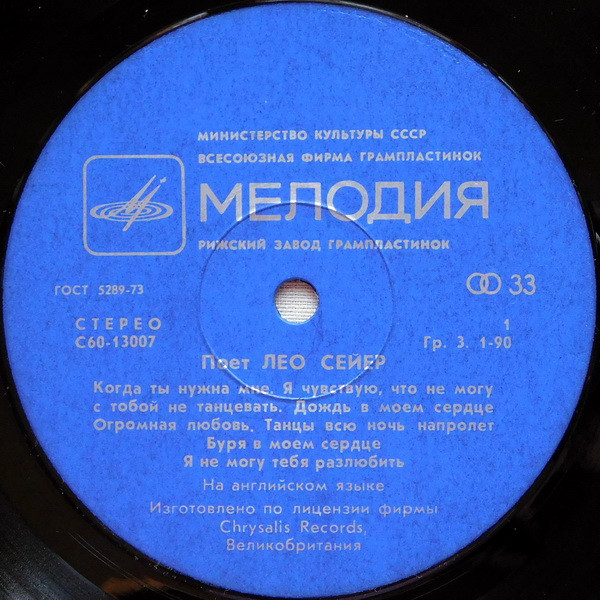 МИНИСТЕРСТВО КУЛЬТУРЫ СССР
ВСЕСОЮЗНАЯ ФИРМА ГРАМПЛАСТИНОК
МЕЛОДИЯ
РИЖСКИЙ ЗАВОД ГРАМПЛАСТИНОК
ГОСТ 5289-73
33
СТЕРЕО
1
С60-13007
Гр. 3. 1-90
Поет ЛЕО СЕЙЕР
Когда ты нужна мне. Я чувствую, что не могу
с тобой не танцевать. Дождь в моем сердце
Огромная любовь. Танцы всю ночь напролет
Буря в моем сердце
Я не могу тебя разлюбить
На английском языке
Изготовлено по лицензии фирмы
Chrysalis Records,
Великобритания